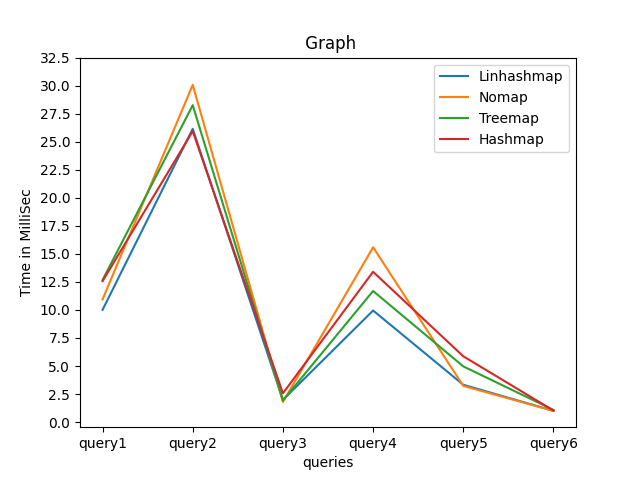 Graph
32.5
30.0
27.5
25.0
22.5
20.0
17.5
15.0
12.5
10.0
7.5
5.0
2.5
0.0
Time in MilliSec
Linhashmap
Nomap
Treemap
Hashmap
query1 query2 query3 query4 query5 query6
queries